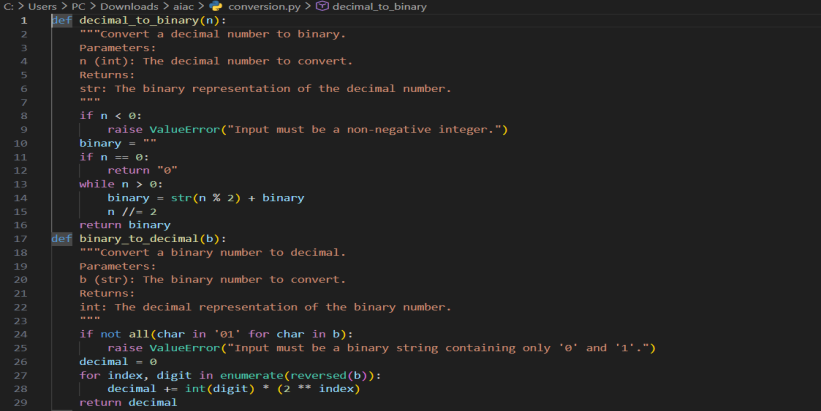 C: > Users > PC > Downloads > aiac > conversion.py > decimal_to_binary
1 def decimal_to_binary(n):
2     """Convert a decimal number to binary.
3     Parameters:
4     n (int): The decimal number to convert.
5     Returns:
6     str: The binary representation of the decimal number.
7     """
8     if n < 0:
9         raise ValueError("Input must be a non-negative integer.")
10     binary = ""
11     if n == 0:
12         return "0"
13     while n > 0:
14         binary = str(n % 2) + binary
15         n //= 2
16     return binary
17 def binary_to_decimal(b):
18     """Convert a binary number to decimal.
19     Parameters:
20     b (str): The binary number to convert.
21     Returns:
22     int: The decimal representation of the binary number.
23     """
24     if not all(char in '01' for char in b):
25         raise ValueError("Input must be a binary string containing only '0' and '1'.")
26     decimal = 0
27     for index, digit in enumerate(reversed(b)):
28         decimal += int(digit) * (2 ** index)
29     return decimal